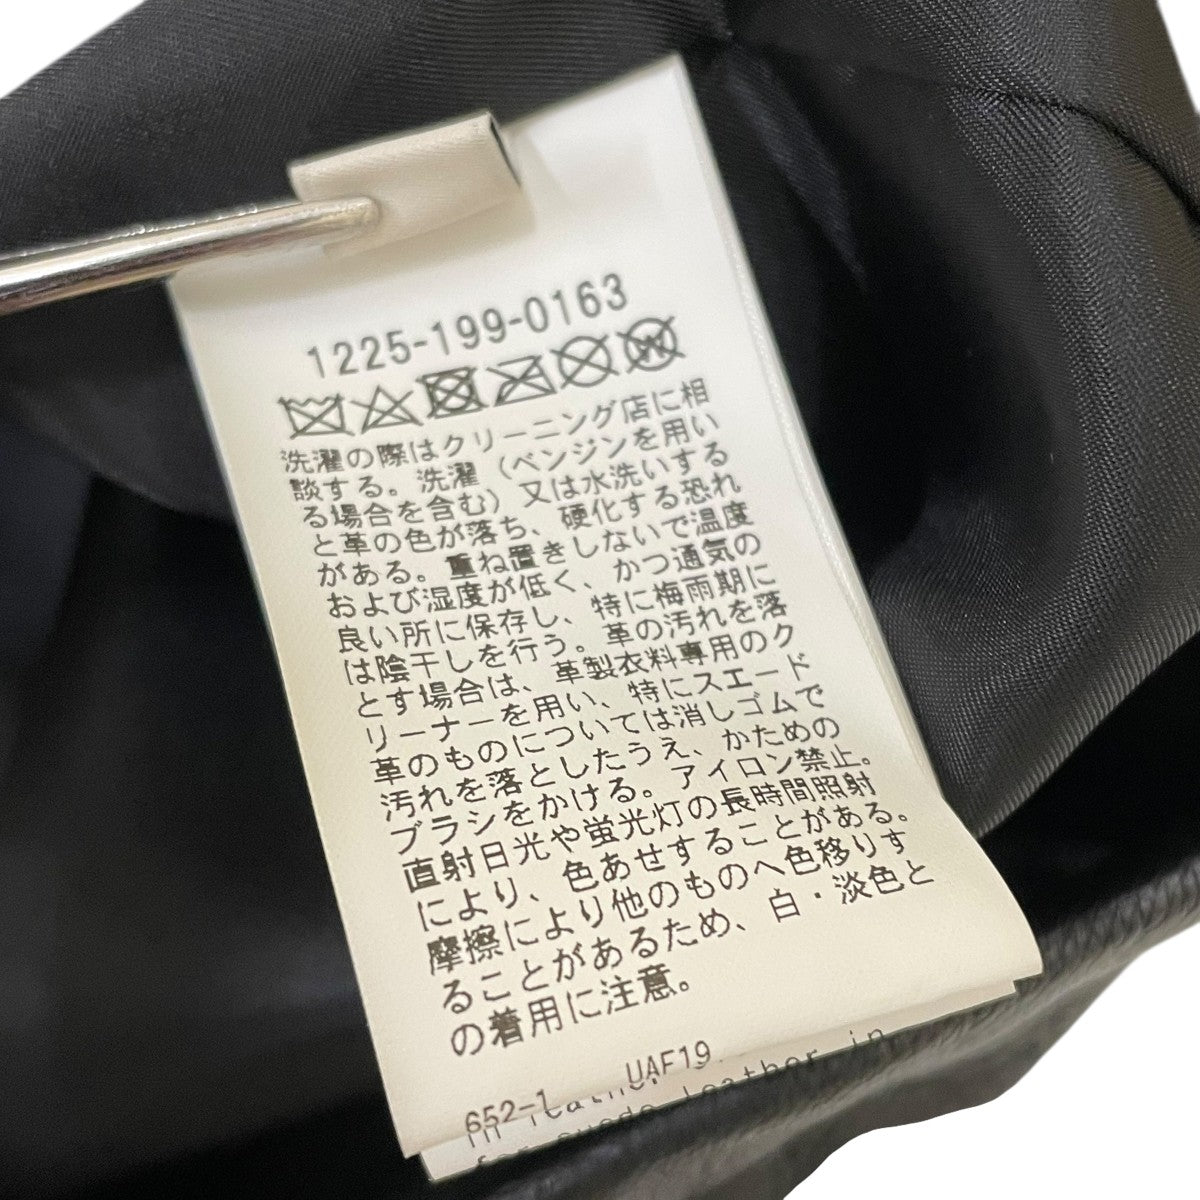 1225-199-0163
洗濯の際はクリーニング店に相
談する。洗濯（ベンジンを用い
る場合を含む）又は水洗いする
と革の色が落ち、硬化する恐れ
がある。重ね置きしないで温度
および湿度が低く、かつ通気の
良い所に保存し、特に梅雨期に
は陰干しを行う。革の汚れを落
とす場合は、革製衣料専用のク
リーナーを用い、特にスエード
革のものについては消しゴムで
汚れを落としたうえ、かための
ブラシをかける。アイロン禁止。
直射日光や蛍光灯の長時間照射
により、色あせすることがある。
摩擦により他のものへ色移りす
ることがあるため、白・淡色と
の着用に注意。
652-1 UAF19
leather in